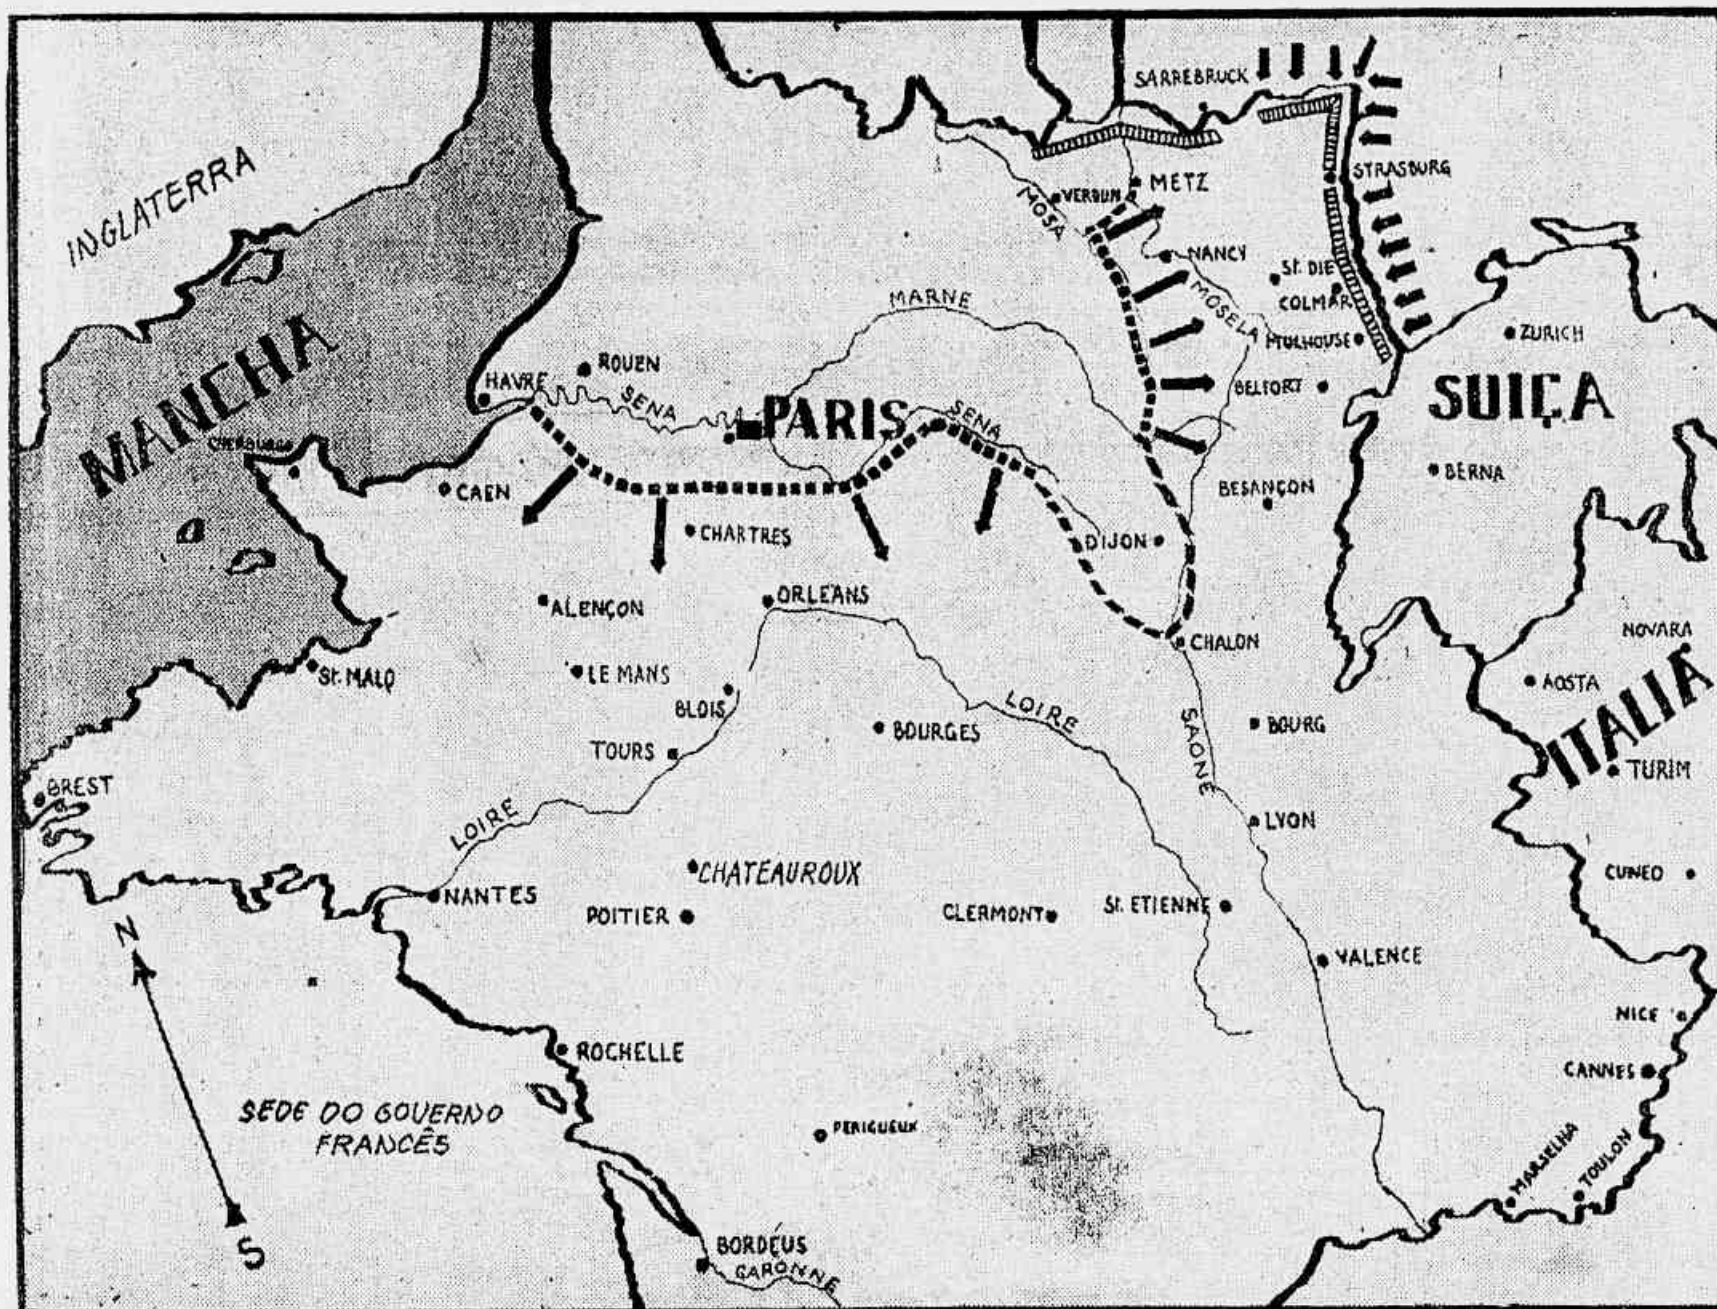 SARREBRUCK
INGLATERRA
STRASBURG
VERDUN
METZ
MOSA
NANCY
St. DIE
COLMAR
MARNE
MOSELA
MULHOUSE
ZURICH
MANCHA
ROUEN
HAVRE
SENA
PARIS
SENA
BELFORT
SUIÇA
CHERBURGO
CAEN
BESANÇON
BERNA
CHARTRES
DIJON
ALENÇON
ORLEANS
CHALON
NOVARA
St. MALO
LE MANS
AOSTA
BLOIS
LOIRE
BOURGES
SAONE
BOURG
ITALIA
TOURS
TURIM
BREST
LOIRE
LYON
CHATEAUROUX
CUNEO
NANTES
POITIER
CLERMONT
St. ETIENNE
N
VALENCE
NICE
ROCHELLE
CANNES
SEDE DO GOVERNO
FRANCÊS
PERIGUEUX
MARSELHA
TOULON
S
BORDÉUS
GARONNE